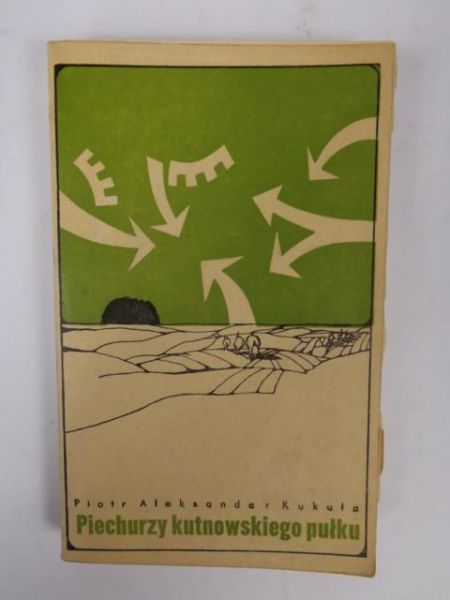 Piotr Aleksander Kukuła
Piechurzy kutnowskiego pułku